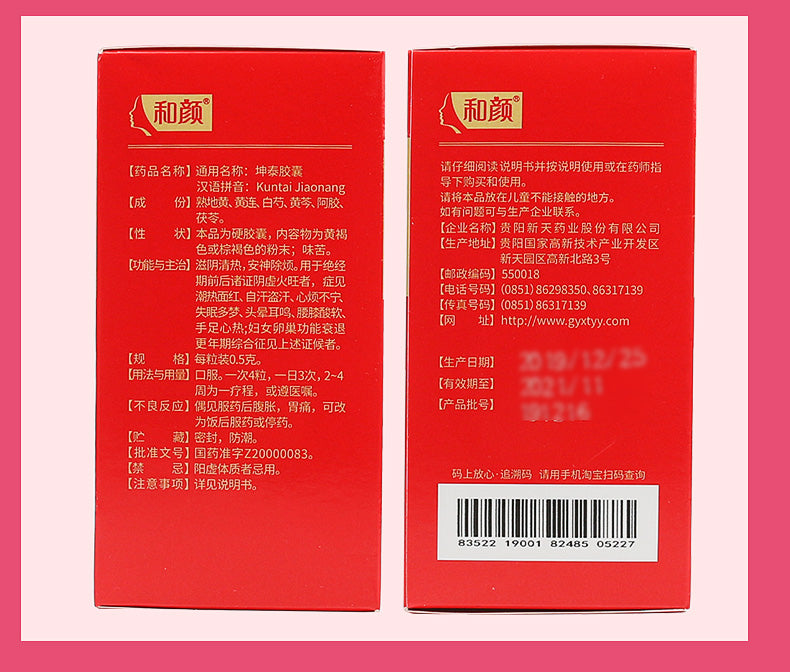 和颜®
【药品名称】通用名称：坤泰胶囊
汉语拼音：Kuntai Jiaonang
【成　　份】熟地黄、黄连、白芍、黄芩、阿胶、
茯苓。
【性　　状】本品为硬胶囊，内容物为黄褐
色或棕褐色的粉末；味苦。
【功能与主治】滋阴清热，安神除烦。用于绝经
期前后诸证阴虚火旺者，症见
潮热面红、自汗盗汗、心烦不宁、
失眠多梦、头晕耳鸣、腰膝酸软、
手足心热；妇女卵巢功能衰退
更年期综合征见上述证候者。
【规　　格】每粒装0.5克。
【用法与用量】口服。一次4粒，一日3次，2~4
周为一疗程，或遵医嘱。
【不良反应】偶见服药后腹胀，胃痛，可改
为饭后服药或停药。
【贮　　藏】密封，防潮。
【批准文号】国药准字Z20000083。
【禁　　忌】阳虚体质者忌用。
【注意事项】详见说明书。
和颜®
请仔细阅读说明书并按说明使用或在药师指
导下购买和使用。
请将本品放在儿童不能接触的地方。
如有问题可与生产企业联系。
【企业名称】贵阳新天药业股份有限公司
【生产地址】贵阳国家高新技术产业开发区
新天园区高新北路3号
【邮政编码】550018
【电话号码】(0851)86298350、86317139
【传真号码】(0851)86317139
【网　　址】http://www.gyxtyy.com
【生产日期】2019/12/25
【有效期至】2021/11
【产品批号】191216
码上放心·追溯码　请用手机淘宝扫码查询
83522 19001 82485 05227